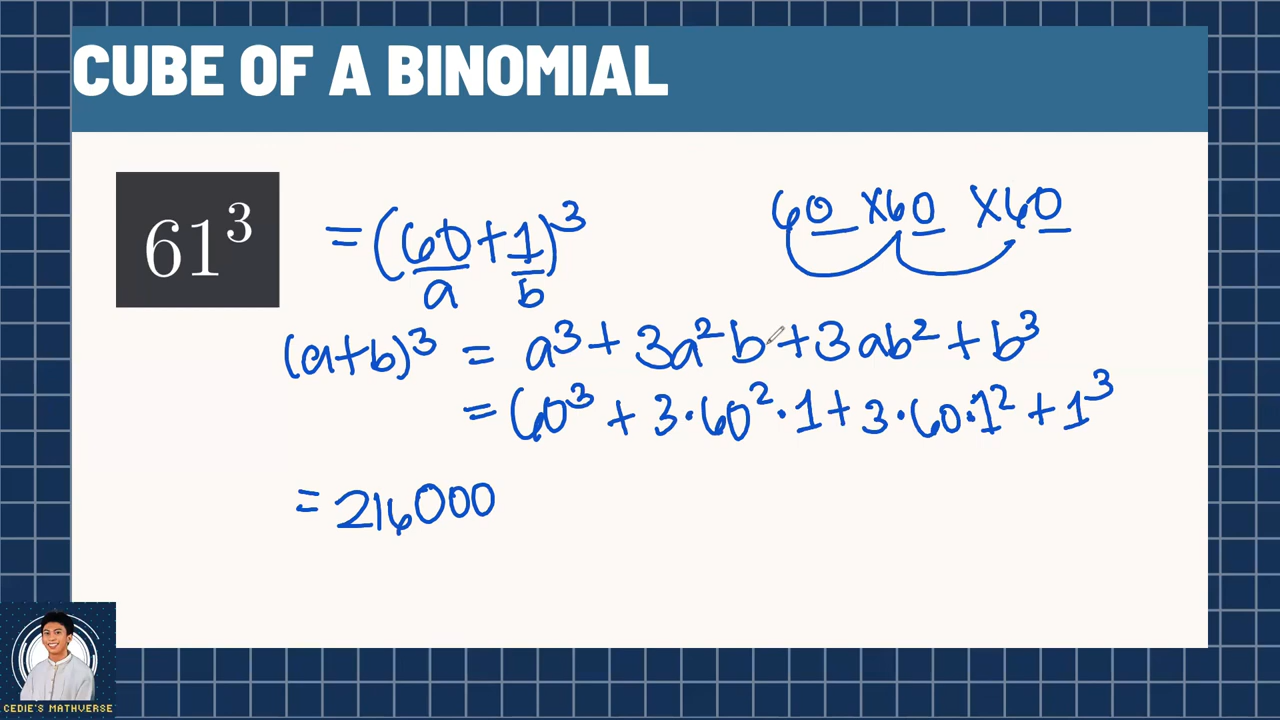 CUBE OF A BINOMIAL
61³ = (60+1)³
a b
60 x60 x60
(a+b)³ = a³ + 3a²b + 3ab² + b³
= 60³ + 3·60²·1 + 3·60·1² + 1³
= 216000
CEDIE'S MATHVERSE